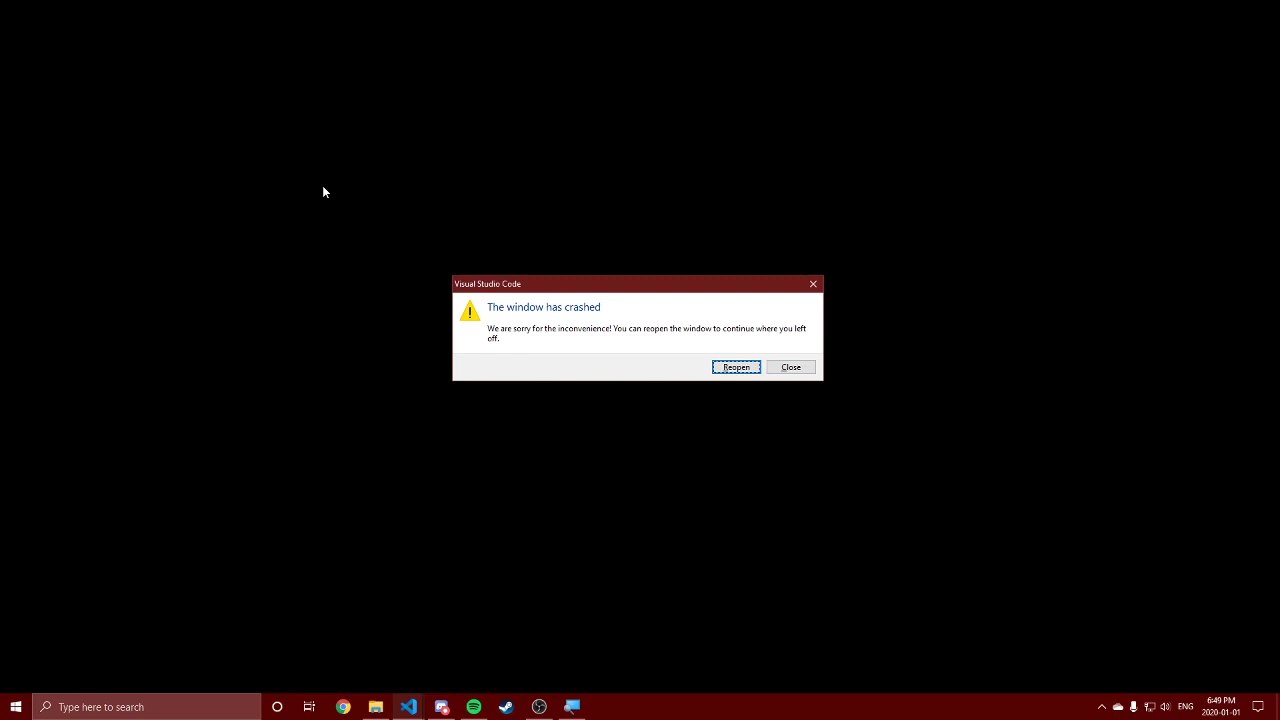 Visual Studio Code
The window has crashed
We are sorry for the inconvenience! You can reopen the window to continue where you left
off.
Reopen
Close
Type here to search
ENG
6:49 PM
2020-01-01